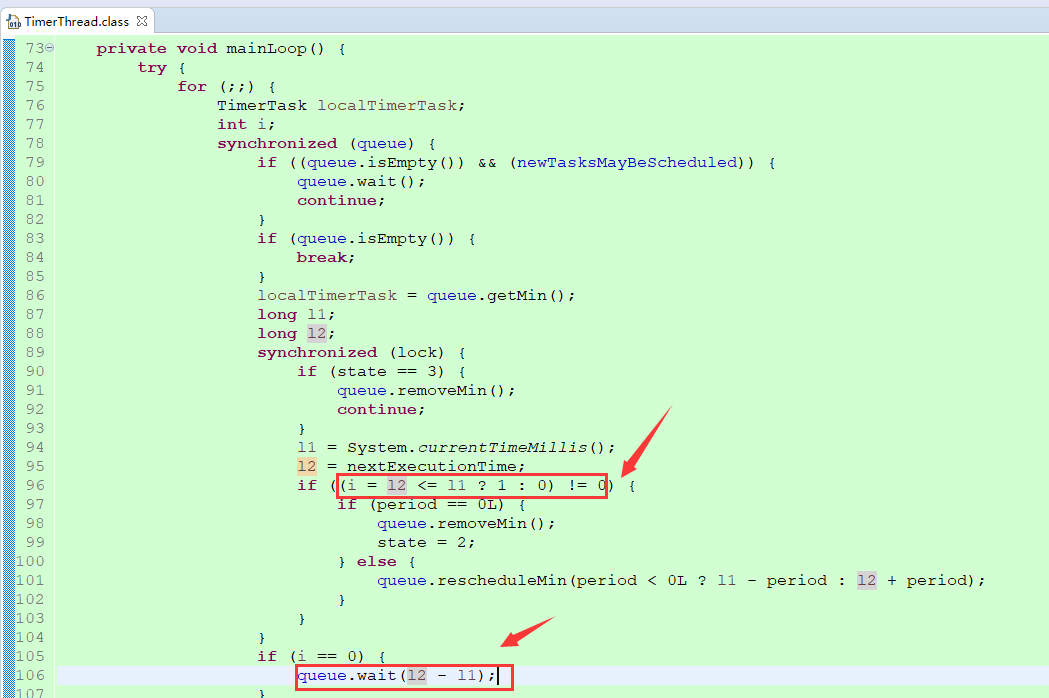 TimerThread.class
73 private void mainLoop() {
74 try {
75 for (;;) {
76 TimerTask localTimerTask;
77 int i;
78 synchronized (queue) {
79 if ((queue.isEmpty()) && (newTasksMayBeScheduled)) {
80 queue.wait();
81 continue;
82 }
83 if (queue.isEmpty()) {
84 break;
85 }
86 localTimerTask = queue.getMin();
87 long l1;
88 long l2;
89 synchronized (lock) {
90 if (state == 3) {
91 queue.removeMin();
92 continue;
93 }
94 l1 = System.currentTimeMillis();
95 l2 = nextExecutionTime;
96 if ((i = l2 <= l1 ? 1 : 0) != 0) {
97 if (period == 0L) {
98 queue.removeMin();
99 state = 2;
100 } else {
101 queue.rescheduleMin(period < 0L ? l1 - period : l2 + period);
102 }
103 }
104 }
105 if (i == 0) {
106 queue.wait(l2 - l1);
107 }